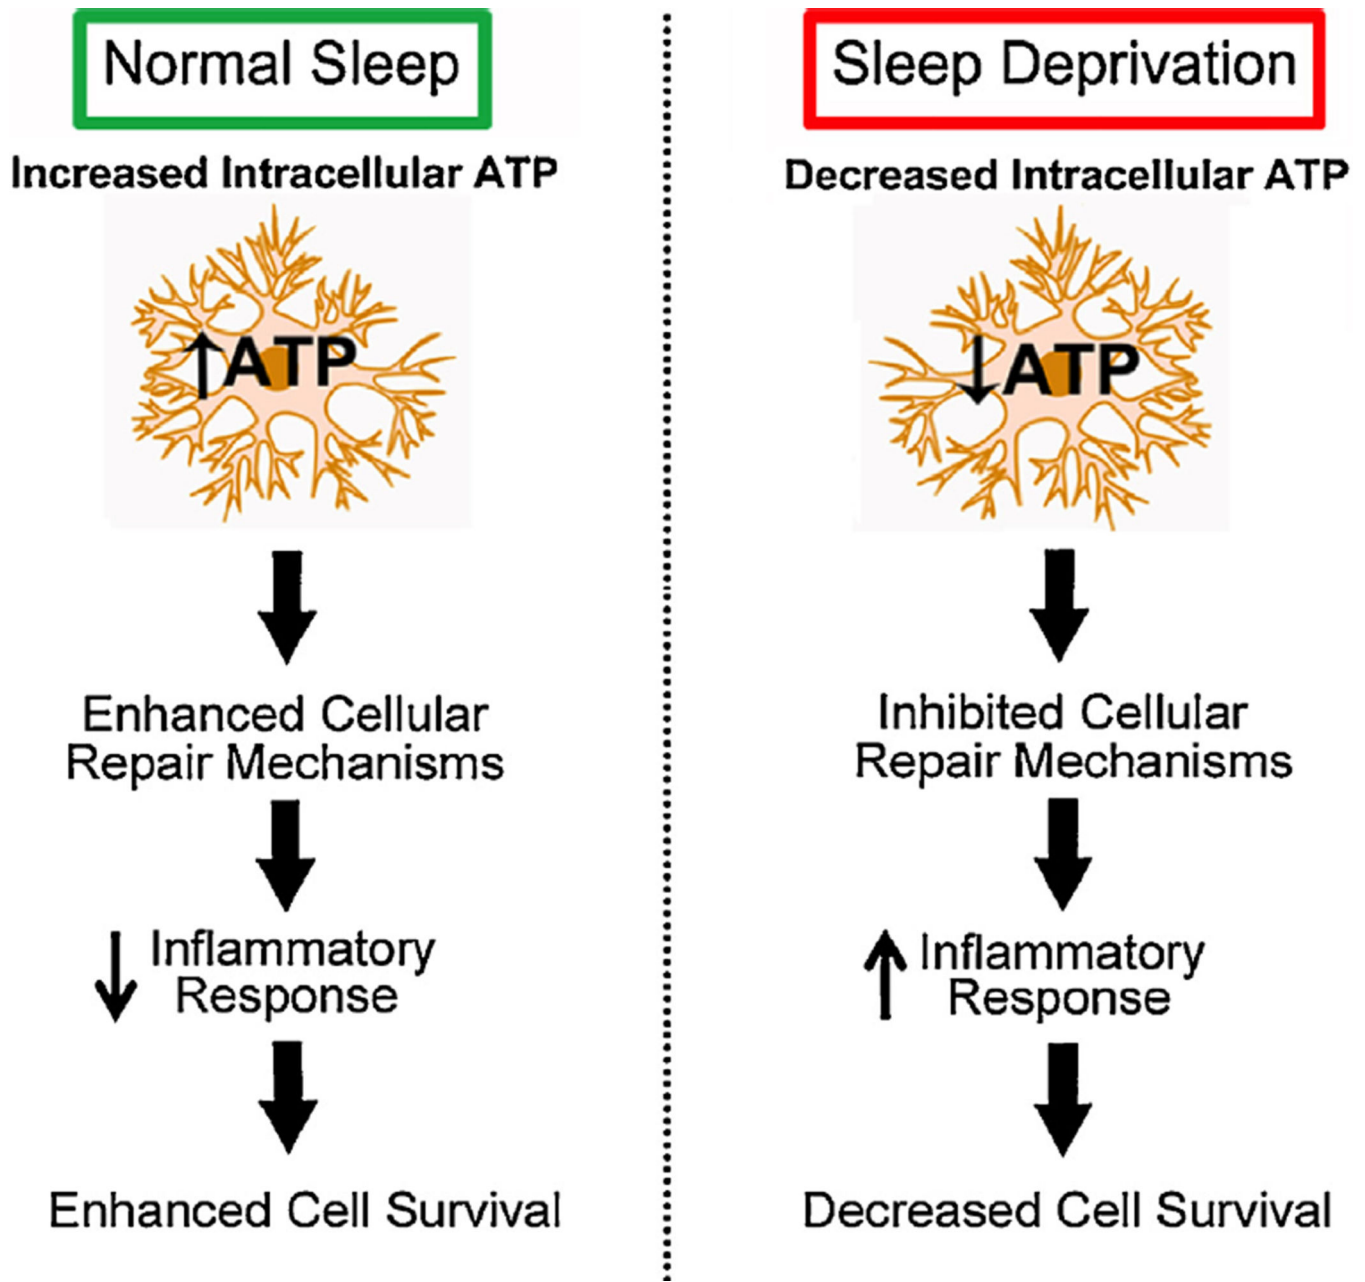 Normal Sleep
Increased Intracellular ATP
↑ATP
Enhanced Cellular
Repair Mechanisms
↓ Inflammatory
Response
Enhanced Cell Survival
Sleep Deprivation
Decreased Intracellular ATP
↓ATP
Inhibited Cellular
Repair Mechanisms
↑ Inflammatory
Response
Decreased Cell Survival